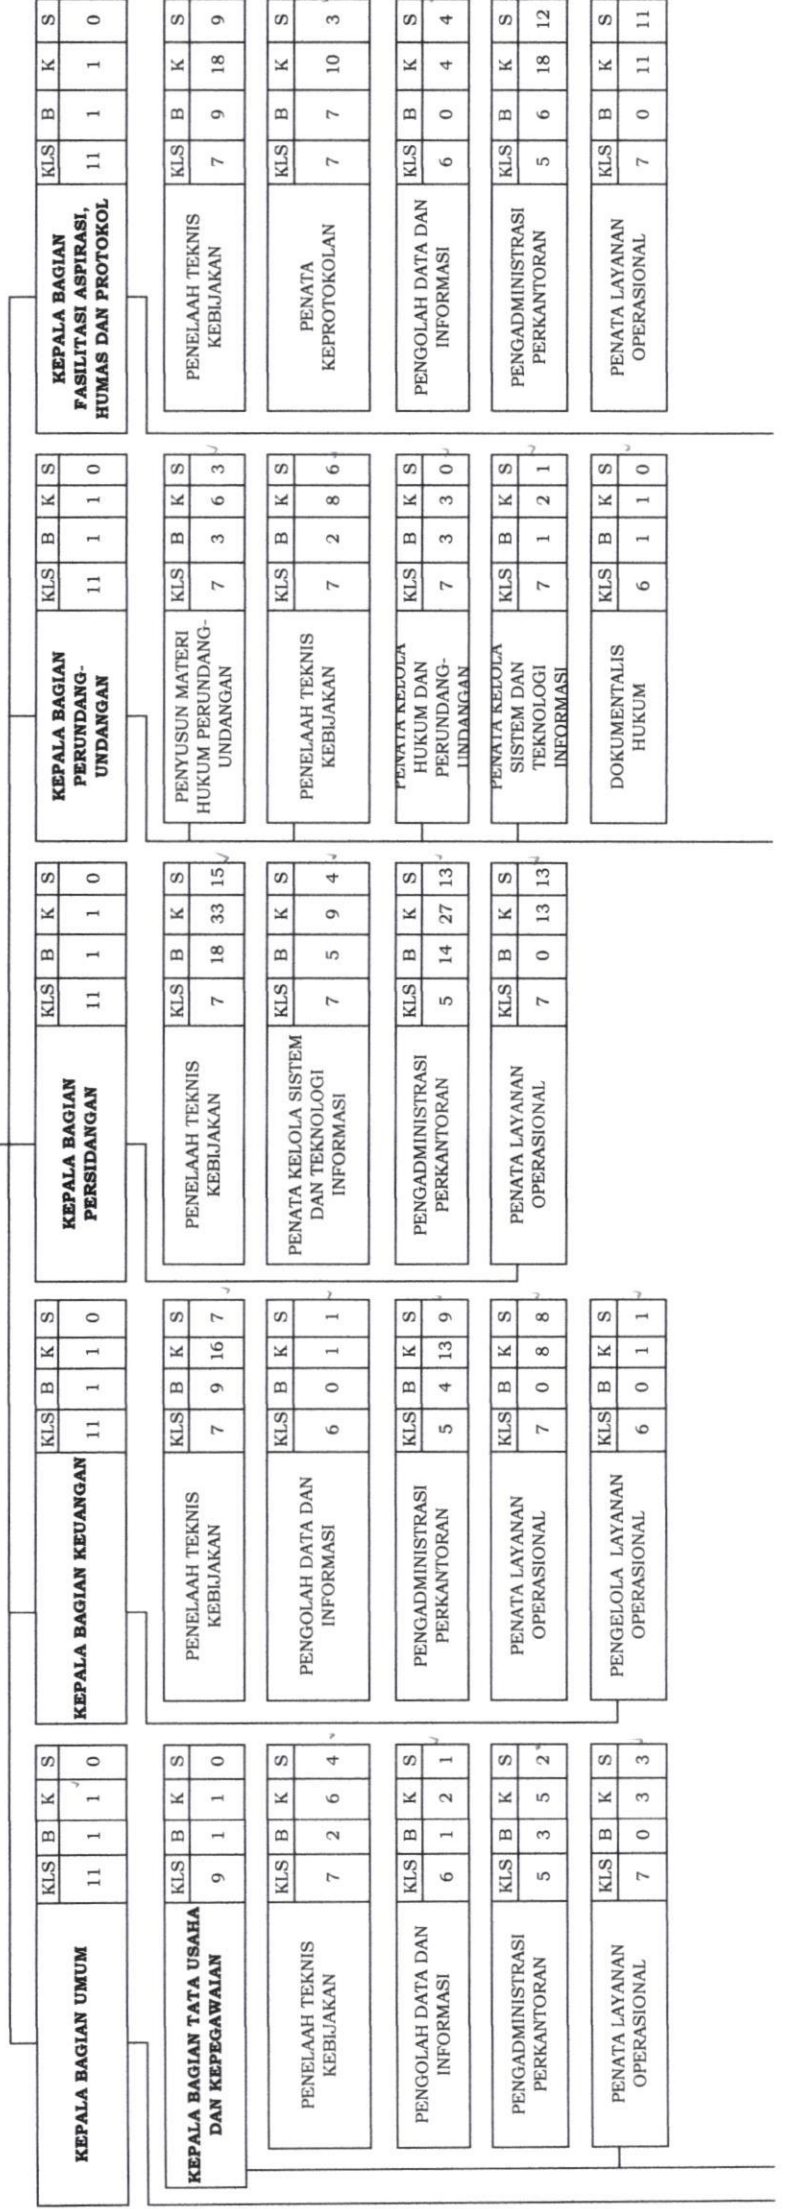 KEPALA BAGIAN UMUM
KLS B K S
11 1 1 0
KEPALA BAGIAN TATA USAHA
DAN KEPEGAWAIAN
KLS B K S
9 1 1 0
PENELAAH TEKNIS
KEBIJAKAN
KLS B K S
7 2 6 4
PENGOLAH DATA DAN
INFORMASI
KLS B K S
6 1 2 1
PENGADMINISTRASI
PERKANTORAN
KLS B K S
5 3 5 2
PENATA LAYANAN
OPERASIONAL
KLS B K S
7 0 3 3
KEPALA BAGIAN KEUANGAN
KLS B K S
11 1 1 0
PENELAAH TEKNIS
KEBIJAKAN
KLS B K S
7 9 16 7
PENGOLAH DATA DAN
INFORMASI
KLS B K S
6 0 1 1
PENGADMINISTRASI
PERKANTORAN
KLS B K S
5 4 13 9
PENATA LAYANAN
OPERASIONAL
KLS B K S
7 0 8 8
PENGELOLA LAYANAN
OPERASIONAL
KLS B K S
6 0 1 1
KEPALA BAGIAN
PERSIDANGAN
KLS B K S
11 1 1 0
PENELAAH TEKNIS
KEBIJAKAN
KLS B K S
7 18 33 15
PENATA KELOLA SISTEM
DAN TEKNOLOGI
INFORMASI
KLS B K S
7 5 9 4
PENGADMINISTRASI
PERKANTORAN
KLS B K S
5 14 27 13
PENATA LAYANAN
OPERASIONAL
KLS B K S
7 0 13 13
KEPALA BAGIAN
PERUNDANG-
UNDANGAN
KLS B K S
11 1 1 0
PENYUSUN MATERI
HUKUM PERUNDANG-
UNDANGAN
KLS B K S
7 3 6 3
PENELAAH TEKNIS
KEBIJAKAN
KLS B K S
7 2 8 6
PENATA KELOLA
HUKUM DAN
PERUNDANG-
UNDANGAN
KLS B K S
7 3 3 0
PENATA KELOLA
SISTEM DAN
TEKNOLOGI
INFORMASI
KLS B K S
7 1 2 1
DOKUMENTALIS
HUKUM
KLS B K S
6 1 1 0
KEPALA BAGIAN
FASILITASI ASPIRASI,
HUMAS DAN PROTOKOL
KLS B K S
11 1 1 0
PENELAAH TEKNIS
KEBIJAKAN
KLS B K S
7 9 18 9
PENATA
KEPROTOKOLAN
KLS B K S
7 7 10 3
PENGOLAH DATA DAN
INFORMASI
KLS B K S
6 0 4 4
PENGADMINISTRASI
PERKANTORAN
KLS B K S
5 6 18 12
PENATA LAYANAN
OPERASIONAL
KLS B K S
7 0 11 11